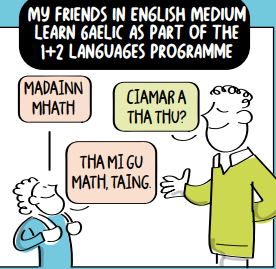 MY FRIENDS IN ENGLISH MEDIUM
LEARN GAELIC AS PART OF THE
1+2 LANGUAGES PROGRAMME
MADAINN
MHATH
CIAMAR A
THA THU?
THA MI GU
MATH, TAING.